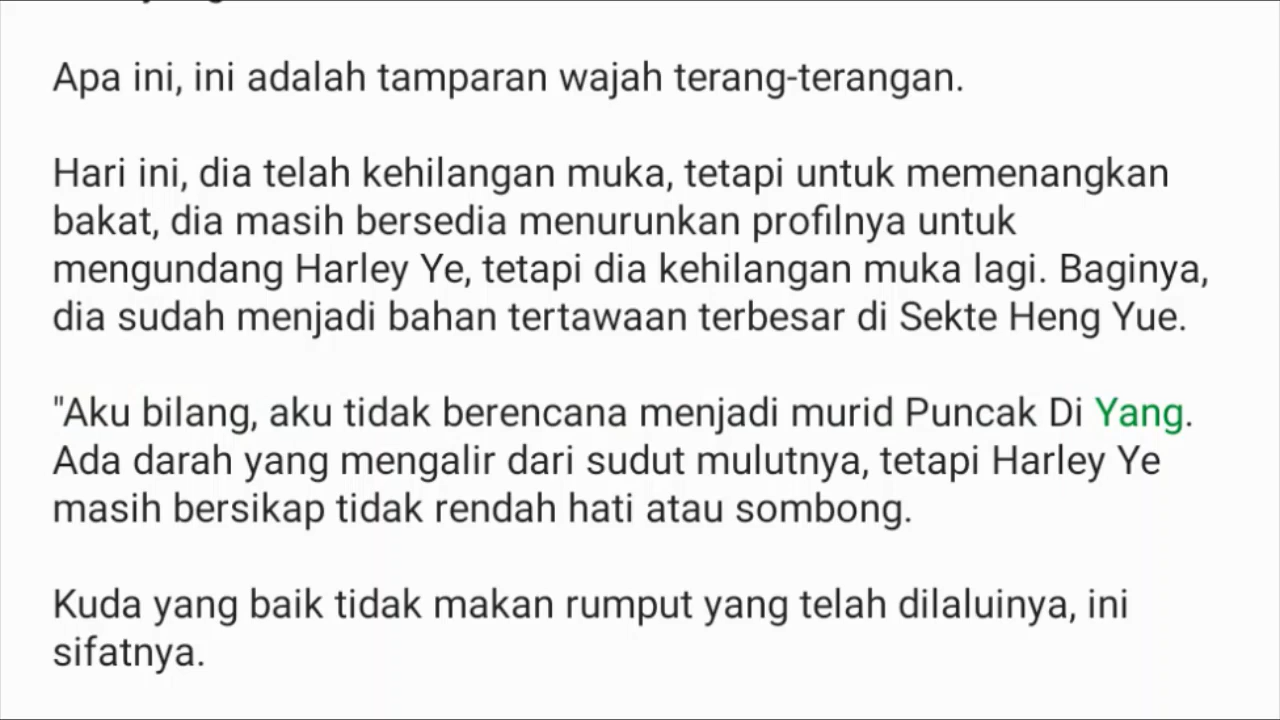 Apa ini, ini adalah tamparan wajah terang-terangan.
Hari ini, dia telah kehilangan muka, tetapi untuk memenangkan
bakat, dia masih bersedia menurunkan profilnya untuk
mengundang Harley Ye, tetapi dia kehilangan muka lagi. Baginya,
dia sudah menjadi bahan tertawaan terbesar di Sekte Heng Yue.
"Aku bilang, aku tidak berencana menjadi murid Puncak Di Yang.
Ada darah yang mengalir dari sudut mulutnya, tetapi Harley Ye
masih bersikap tidak rendah hati atau sombong.
Kuda yang baik tidak makan rumput yang telah dilaluinya, ini
sifatnya.